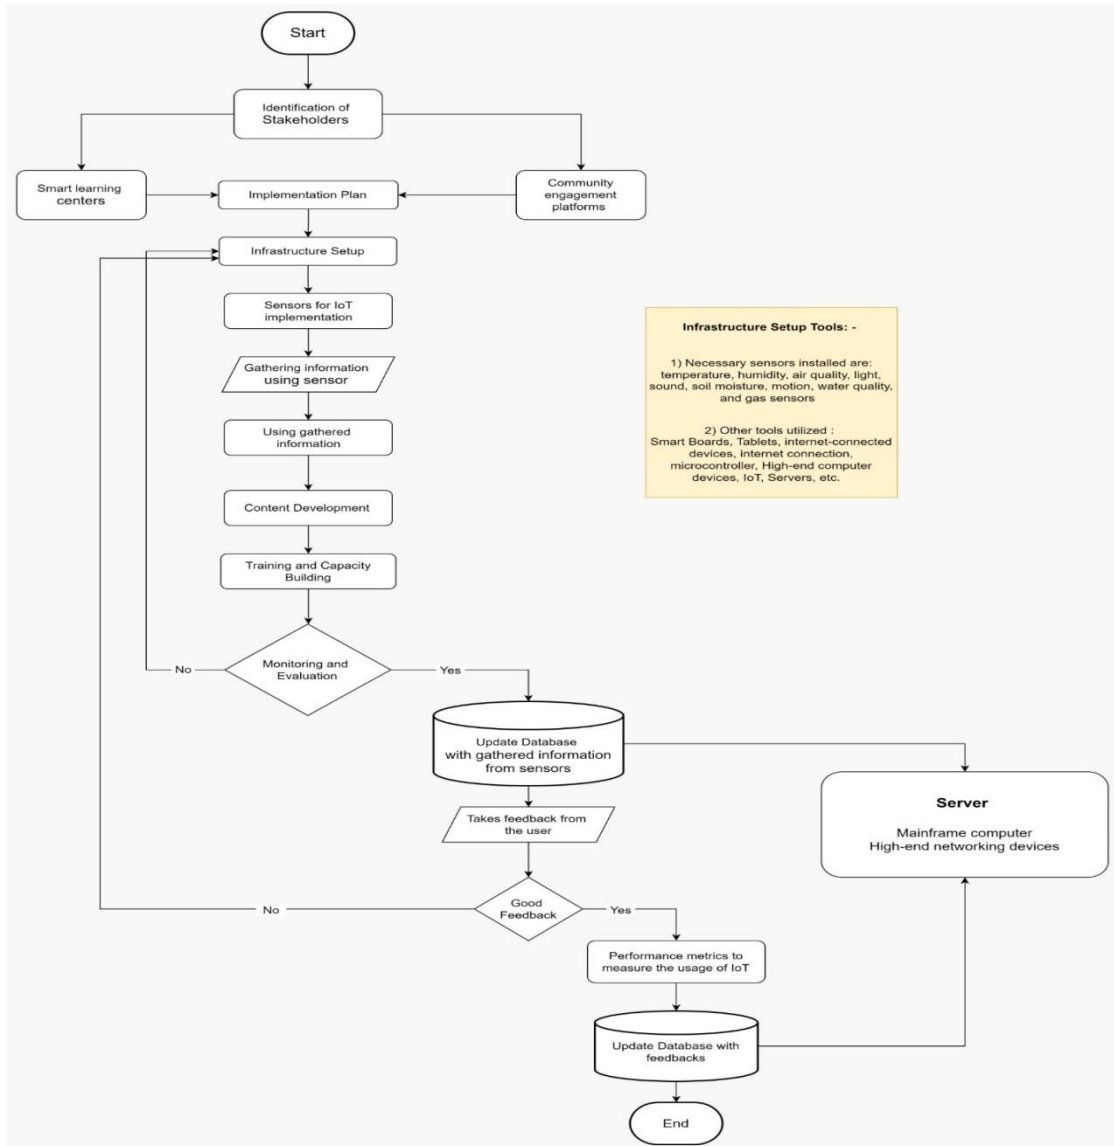 Start
Identification of
Stakeholders
Smart learning
centers
Implementation Plan
Community
engagement
platforms
Infrastructure Setup
Sensors for IoT
implementation
Gathering information
using sensor
Using gathered
information
Content Development
Training and Capacity
Building
Monitoring and
Evaluation
No
Yes
Infrastructure Setup Tools: -
1) Necessary sensors installed are:
temperature, humidity, air quality, light,
sound, soil moisture, motion, water quality,
and gas sensors
2) Other tools utilized :
Smart Boards, Tablets, internet-connected
devices, internet connection,
microcontroller, High-end computer
devices, IoT, Servers, etc.
Update Database
with gathered information
from sensors
Server
Mainframe computer
High-end networking devices
Takes feedback from
the user
Good
Feedback
No
Yes
Performance metrics to
measure the usage of IoT
Update Database with
feedbacks
End